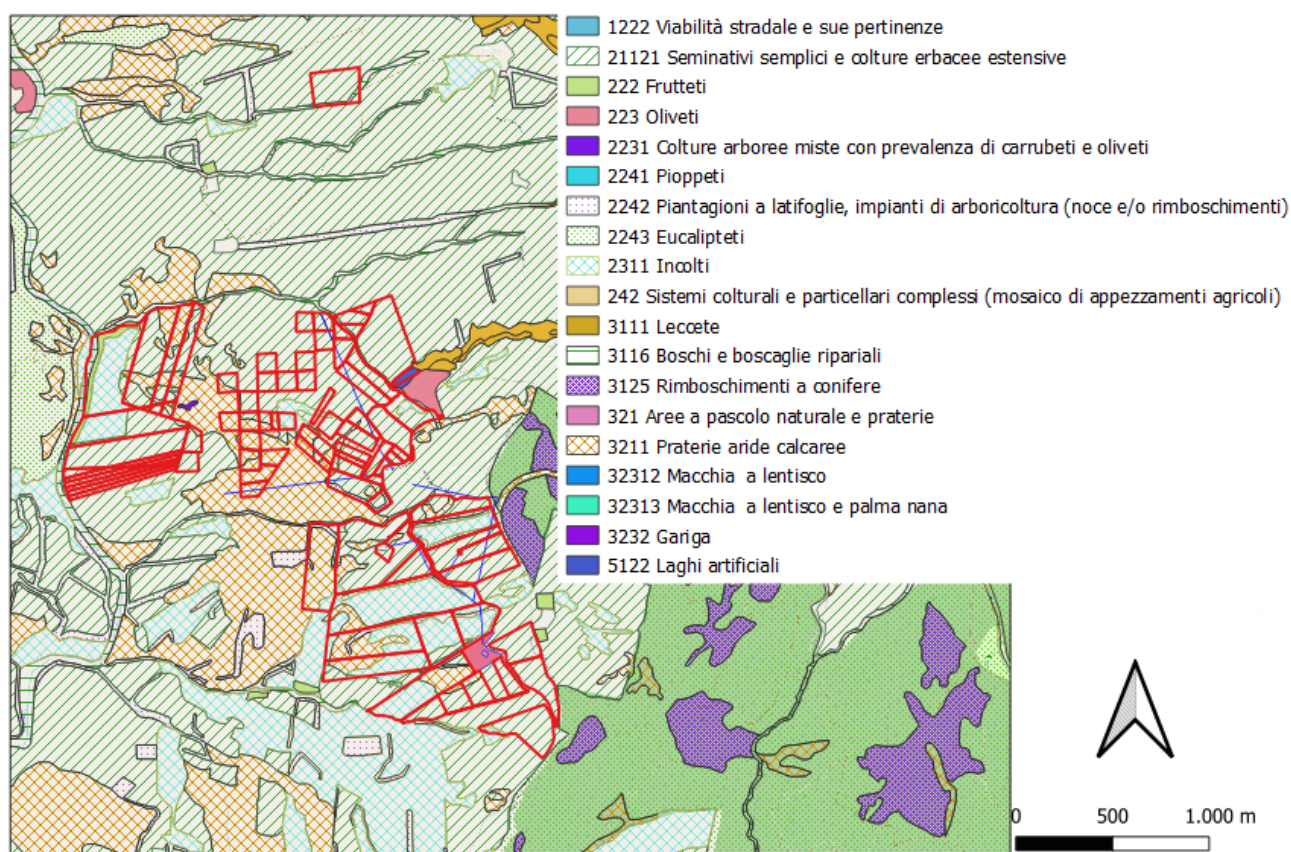 1222 Viabilità stradale e sue pertinenze
21121 Seminativi semplici e colture erbacee estensive
222 Frutteti
223 Oliveti
2231 Colture arboree miste con prevalenza di carrubeti e oliveti
2241 Pioppeti
2242 Piantagioni a latifoglie, impianti di arboricoltura (noce e/o rimboschimenti)
2243 Eucalipteti
2311 Incolti
242 Sistemi colturali e particellari complessi (mosaico di appezzamenti agricoli)
3111 Leccete
3116 Boschi e boscaglie ripariali
3125 Rimboschimenti a conifere
321 Aree a pascolo naturale e praterie
3211 Praterie aride calcaree
32312 Macchia a lentisco
32313 Macchia a lentisco e palma nana
3232 Gariga
5122 Laghi artificiali
0 500 1.000 m